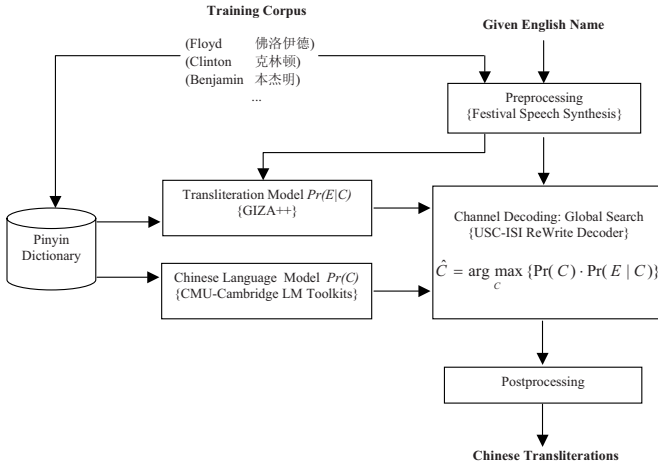 Training Corpus
(Floyd 佛洛伊德)
(Clinton 克林顿)
(Benjamin 本杰明)
...
Given English Name
Preprocessing
{Festival Speech Synthesis}
Transliteration Model Pr(E|C)
{GIZA++}
Pinyin
Dictionary
Chinese Language Model Pr(C)
{CMU-Cambridge LM Toolkits}
Channel Decoding: Global Search
{USC-ISI ReWrite Decoder}
Ĉ = arg max {Pr( C ) · Pr( E | C )}
C
Postprocessing
Chinese Transliterations